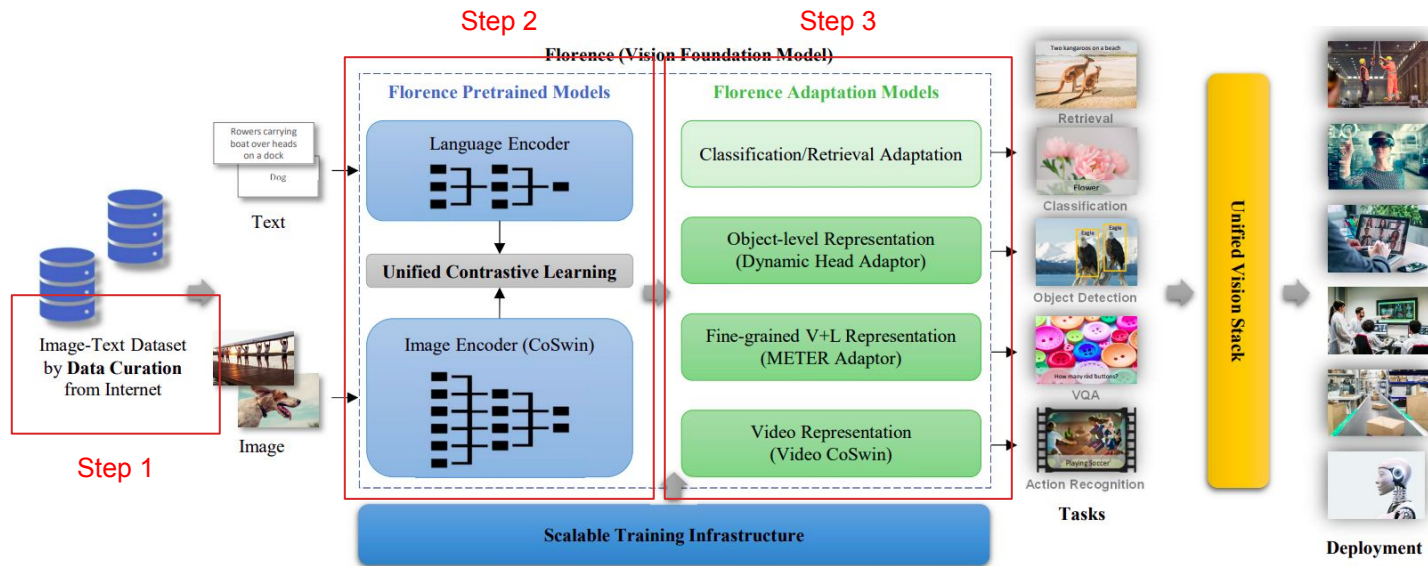 Step 2
Step 3
Florence (Vision Foundation Model)
Florence Pretrained Models
Florence Adaptation Models
Rowers carrying
boat over heads
on a dock
Dog
Text
Language Encoder
Unified Contrastive Learning
Image Encoder (CoSwin)
Image-Text Dataset
by Data Curation
from Internet
Image
Step 1
Classification/Retrieval Adaptation
Object-level Representation
(Dynamic Head Adaptor)
Fine-grained V+L Representation
(METER Adaptor)
Video Representation
(Video CoSwin)
Scalable Training Infrastructure
Two kangaroos on a beach
Retrieval
Flower
Classification
Eagle
Eagle
Object Detection
How many red buttons?
VQA
Playing Soccer
Action Recognition
Tasks
Unified Vision Stack
Deployment